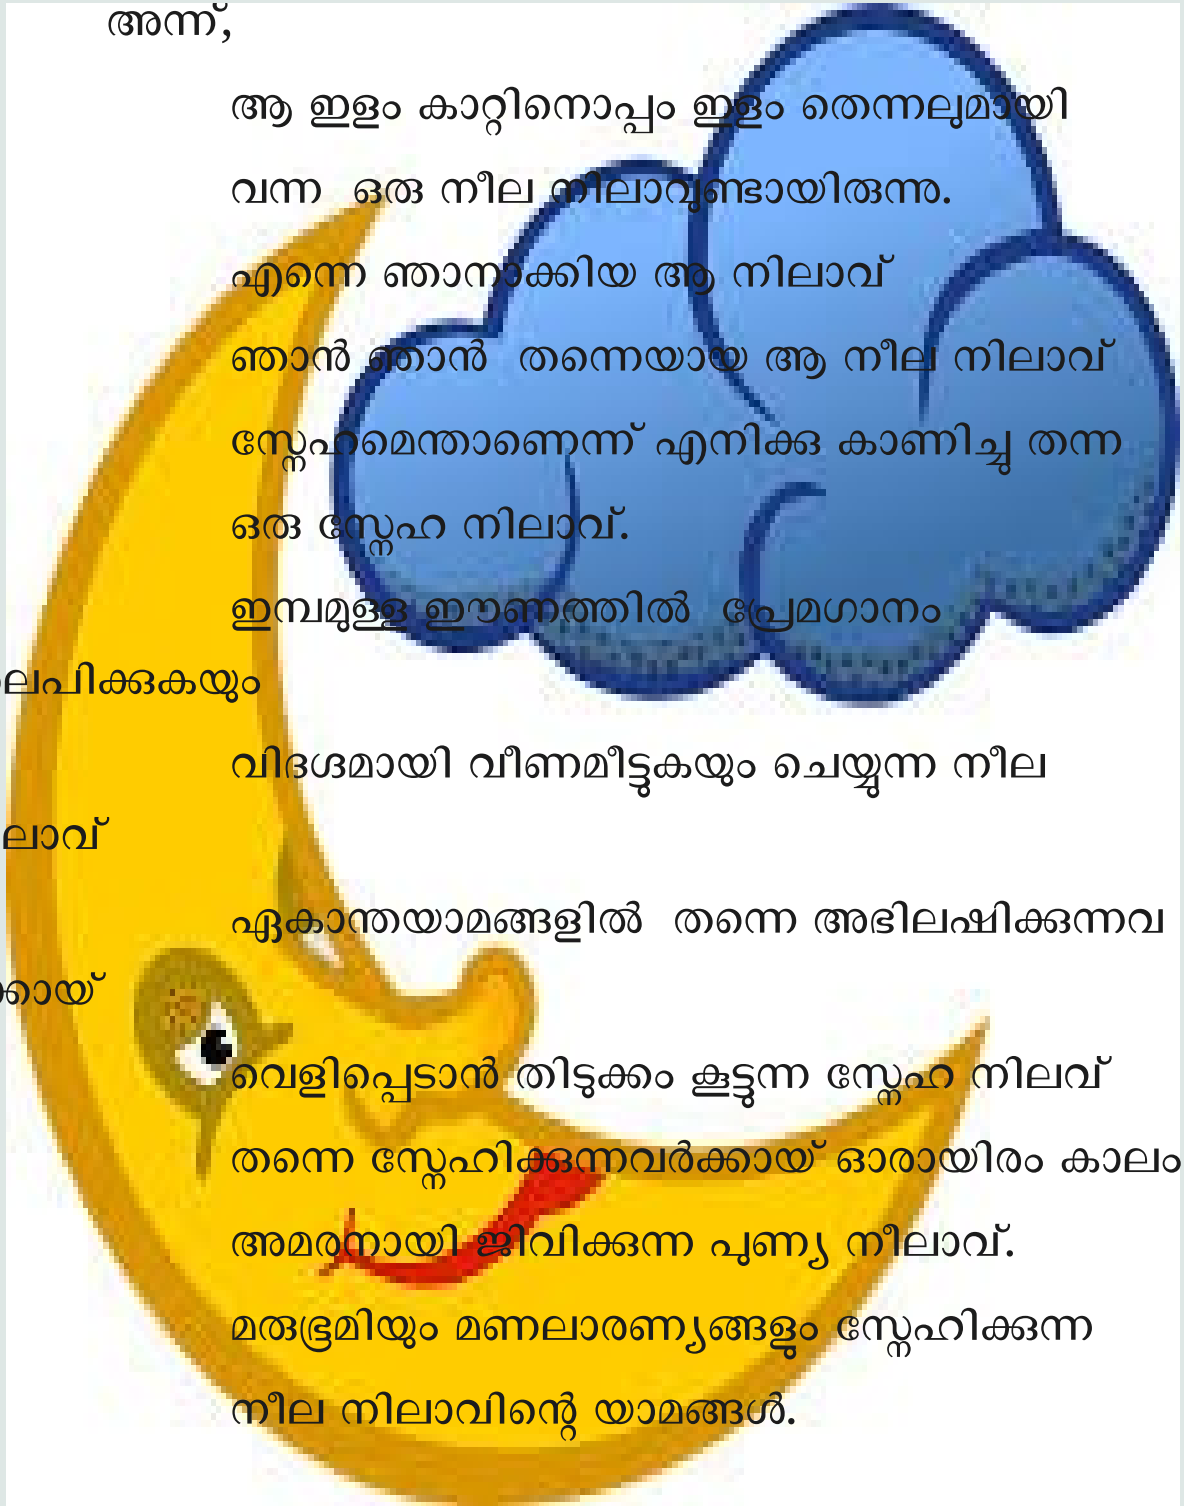 അന്ന്,
ആ ഇളം കാറ്റിനൊപ്പം ഇളം തെന്നലുമായി
വന്ന ഒരു നീല നിലാവുണ്ടായിരുന്നു.
എന്നെ ഞാനാക്കിയ ആ നിലാവ്
ഞാൻ ഞാൻ തന്നെയായ ആ നീല നിലാവ്
സ്നേഹമെന്താണെന്ന് എനിക്കു കാണിച്ചു തന്ന
ഒരു സ്നേഹ നിലാവ്.
ഇമ്പമുള്ള ഈണത്തിൽ പ്രേമഗാനം
ലപിക്കുകയും
വിദഗ്ദമായി വീണമീട്ടുകയും ചെയ്യുന്ന നീല
ലാവ്
ഏകാന്തയാമങ്ങളിൽ തന്നെ അഭിലഷിക്കുന്നവ
ക്കായ്
വെളിപ്പെടാൻ തിടുക്കം കൂട്ടുന്ന സ്നേഹ നിലവ്
തന്നെ സ്നേഹിക്കുന്നവർക്കായ് ഓരായിരം കാലം
അമരനായി ജീവിക്കുന്ന പുണ്യ നീലാവ്.
മരുഭൂമിയും മണലാരണ്യങ്ങളും സ്നേഹിക്കുന്ന
നീല നിലാവിന്റെ യാമങ്ങൾ.